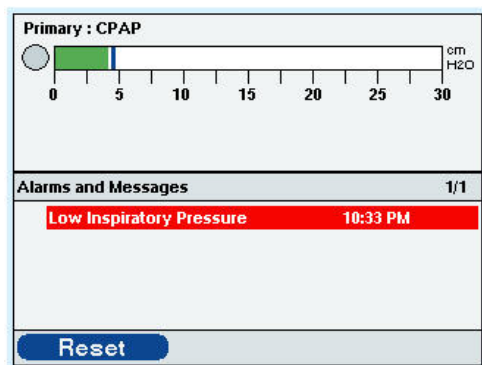 Primary : CPAP
cm
H2O
0 5 10 15 20 25 30
Alarms and Messages 1/1
Low Inspiratory Pressure 10:33 PM
Reset